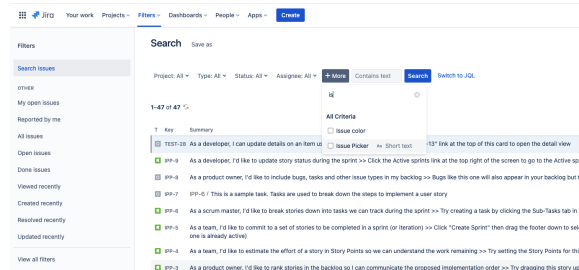 Jira Your work Projects Filters Dashboards People Apps Create
Filters
Search issues
OTHER
My open issues
Reported by me
All issues
Open issues
Done issues
Viewed recently
Created recently
Resolved recently
Updated recently
View all filters
Search Save as
Project: All Type: All Status: All Assignee: All + More Contains text Search Switch to JQL
is
All Criteria
Issue color
Issue Picker Aa Short text
1–47 of 47
T Key Summary
TEST-28 As a developer, I can update details on an item us -13" link at the top of this card to open the detail view
IPP-9 As a developer, I'd like to update story status during the sprint >> Click the Active sprints link at the top right of the screen to go to the Active sp
IPP-8 As a product owner, I'd like to include bugs, tasks and other issue types in my backlog >> Bugs like this one will also appear in your backlog but t
IPP-7 IPP-6 / This is a sample task. Tasks are used to break down the steps to implement a user story
IPP-6 As a scrum master, I'd like to break stories down into tasks we can track during the sprint >> Try creating a task by clicking the Sub-Tasks tab in
IPP-5 As a team, I'd like to commit to a set of stories to be completed in a sprint (or iteration) >> Click "Create Sprint" then drag the footer down to sel
one is already active)
IPP-4 As a team, I'd like to estimate the effort of a story in Story Points so we can understand the work remaining >> Try setting the Story Points for thi
IPP-3 As a product owner, I'd like to rank stories in the backlog so I can communicate the proposed implementation order >> Try dragging this story up